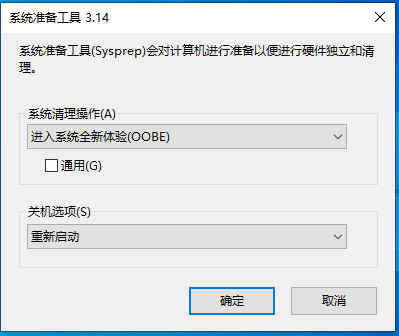 系统准备工具 3.14
系统准备工具(Sysprep)会对计算机进行准备以便进行硬件独立和清
理。
系统清理操作(A)
进入系统全新体验(OOBE)
通用(G)
关机选项(S)
重新启动
确定
取消